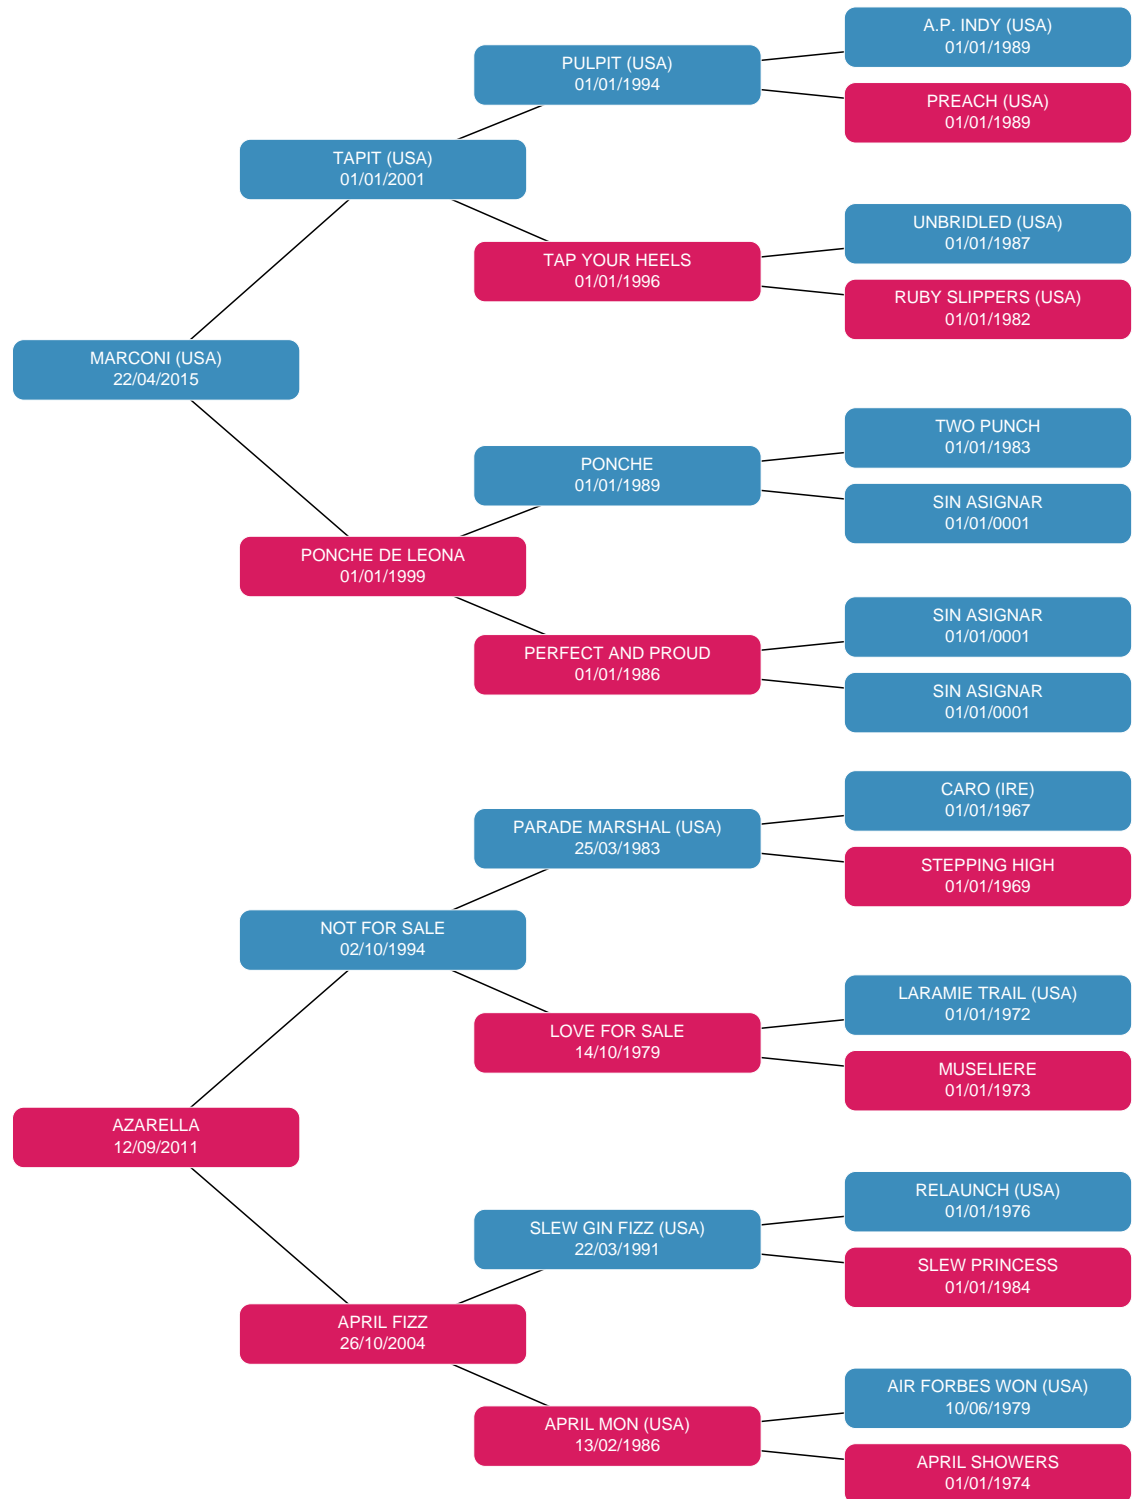 A.P. INDY (USA)
01/01/1989
PULPIT (USA)
01/01/1994
PREACH (USA)
01/01/1989
TAPIT (USA)
01/01/2001
UNBRIDLED (USA)
01/01/1987
TAP YOUR HEELS
01/01/1996
RUBY SLIPPERS (USA)
01/01/1982
MARCONI (USA)
22/04/2015
TWO PUNCH
01/01/1983
PONCHE
01/01/1989
SIN ASIGNAR
01/01/0001
PONCHE DE LEONA
01/01/1999
SIN ASIGNAR
01/01/0001
PERFECT AND PROUD
01/01/1986
SIN ASIGNAR
01/01/0001
CARO (IRE)
01/01/1967
PARADE MARSHAL (USA)
25/03/1983
STEPPING HIGH
01/01/1969
NOT FOR SALE
02/10/1994
LARAMIE TRAIL (USA)
01/01/1972
LOVE FOR SALE
14/10/1979
MUSELIERE
01/01/1973
AZARELLA
12/09/2011
RELAUNCH (USA)
01/01/1976
SLEW GIN FIZZ (USA)
22/03/1991
SLEW PRINCESS
01/01/1984
APRIL FIZZ
26/10/2004
AIR FORBES WON (USA)
10/06/1979
APRIL MON (USA)
13/02/1986
APRIL SHOWERS
01/01/1974